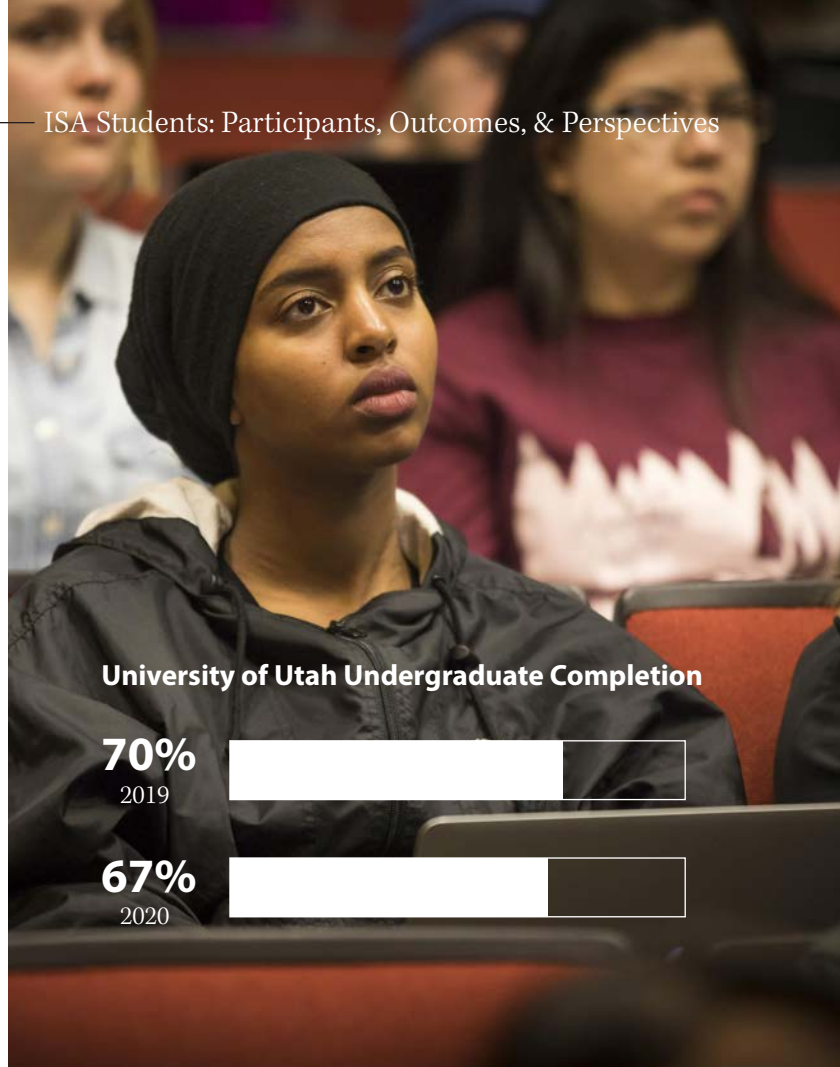 ISA Students: Participants, Outcomes, & Perspectives
University of Utah Undergraduate Completion
70%
2019
67%
2020